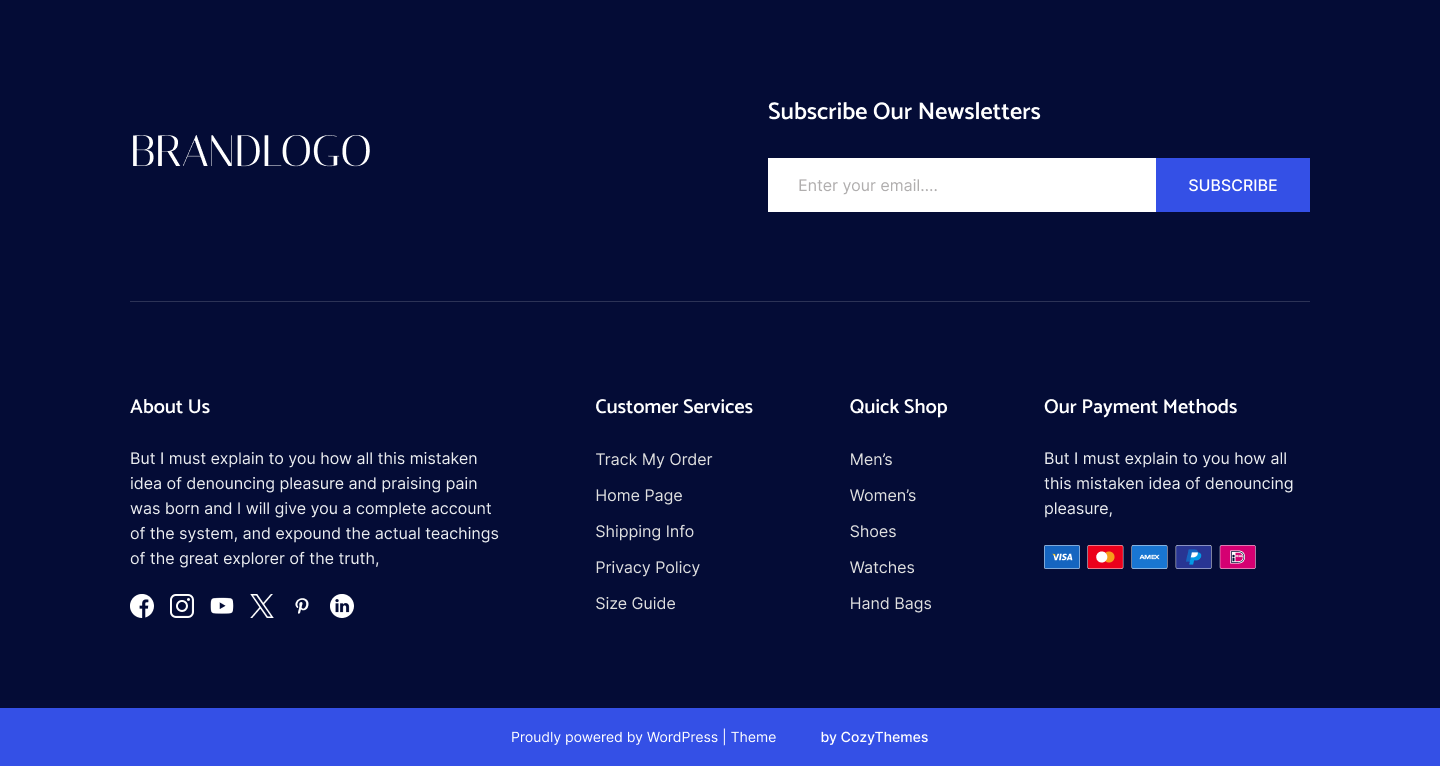 BRANDLOGO
Subscribe Our Newsletters
Enter your email....
SUBSCRIBE
About Us
But I must explain to you how all this mistaken
idea of denouncing pleasure and praising pain
was born and I will give you a complete account
of the system, and expound the actual teachings
of the great explorer of the truth,
Customer Services
Track My Order
Home Page
Shipping Info
Privacy Policy
Size Guide
Quick Shop
Men’s
Women’s
Shoes
Watches
Hand Bags
Our Payment Methods
But I must explain to you how all
this mistaken idea of denouncing
pleasure,
VISA
AMEX
Proudly powered by WordPress | Theme by CozyThemes